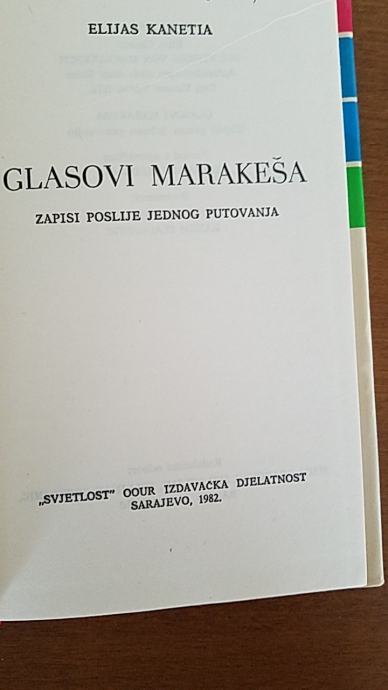 ELIJAS KANETIA
GLASOVI MARAKEŠA
ZAPISI POSLIJE JEDNOG PUTOVANJA
„SVJETLOST” OOUR IZDAVAČKA DJELATNOST
SARAJEVO, 1982.